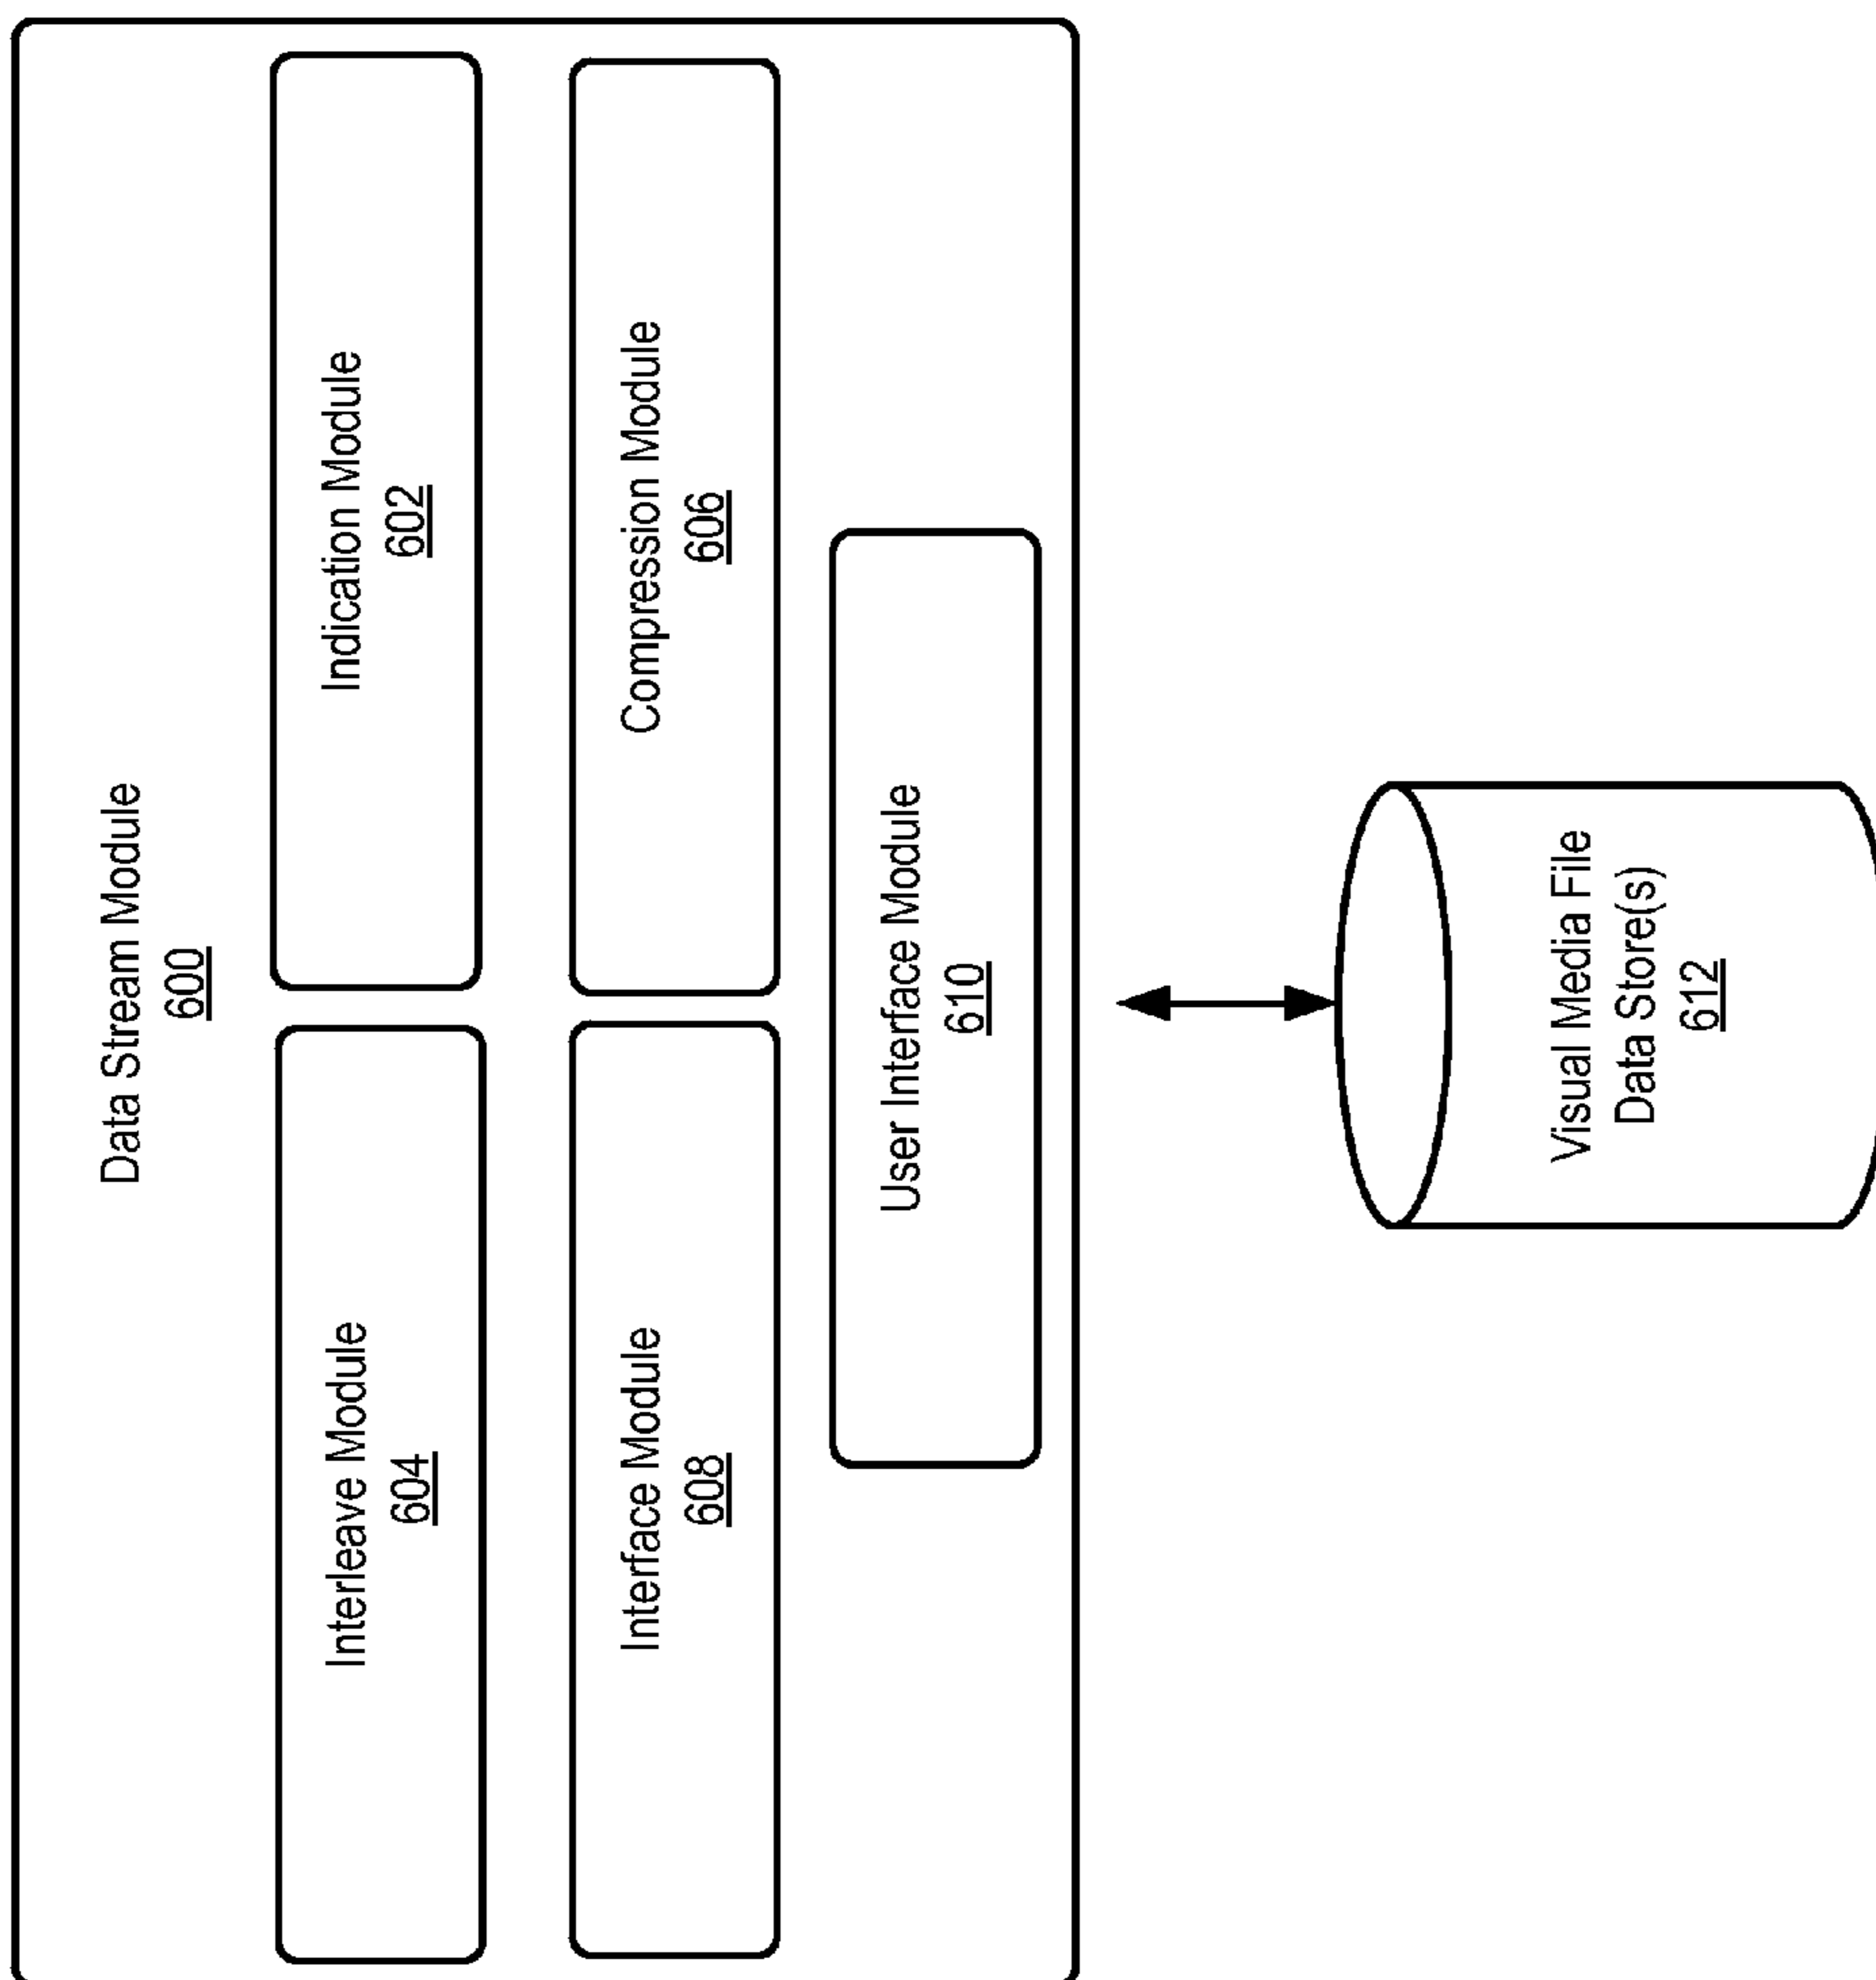 Data Stream Module
600
Interleave Module
604
Indication Module
602
Interface Module
608
Compression Module
606
User Interface Module
610
Visual Media File
Data Store(s)
612